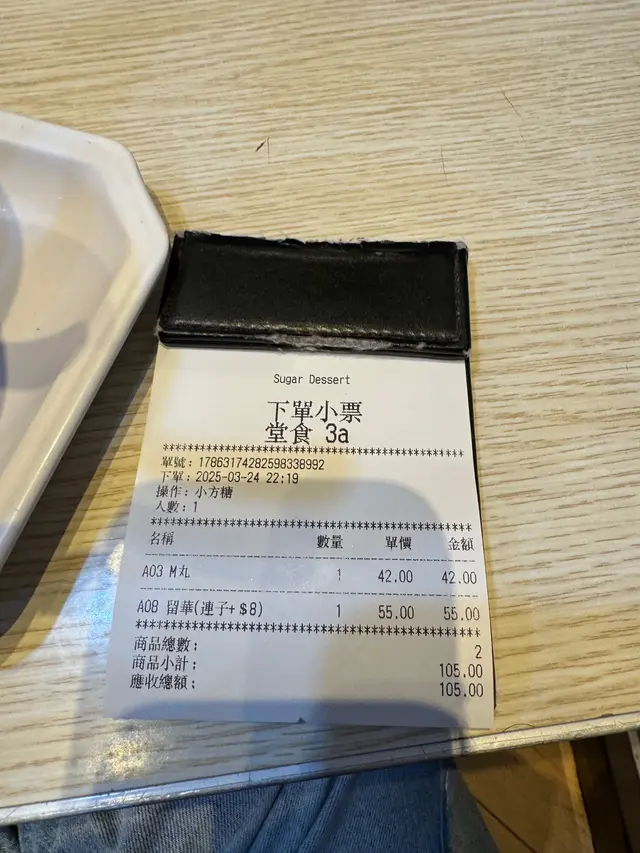 Sugar Dessert
下單小票
堂食 3a
******************************************
單號：17863174282598338992
下單：2025-03-24 22:19
操作：小方糖
人數：1
******************************************
名稱 數量 單價 金額
------------------------------------------
A03 M丸 1 42.00 42.00
------------------------------------------
A08 留華(連子+$8) 1 55.00 55.00
******************************************
商品總數： 2
商品小計： 105.00
應收總額： 105.00